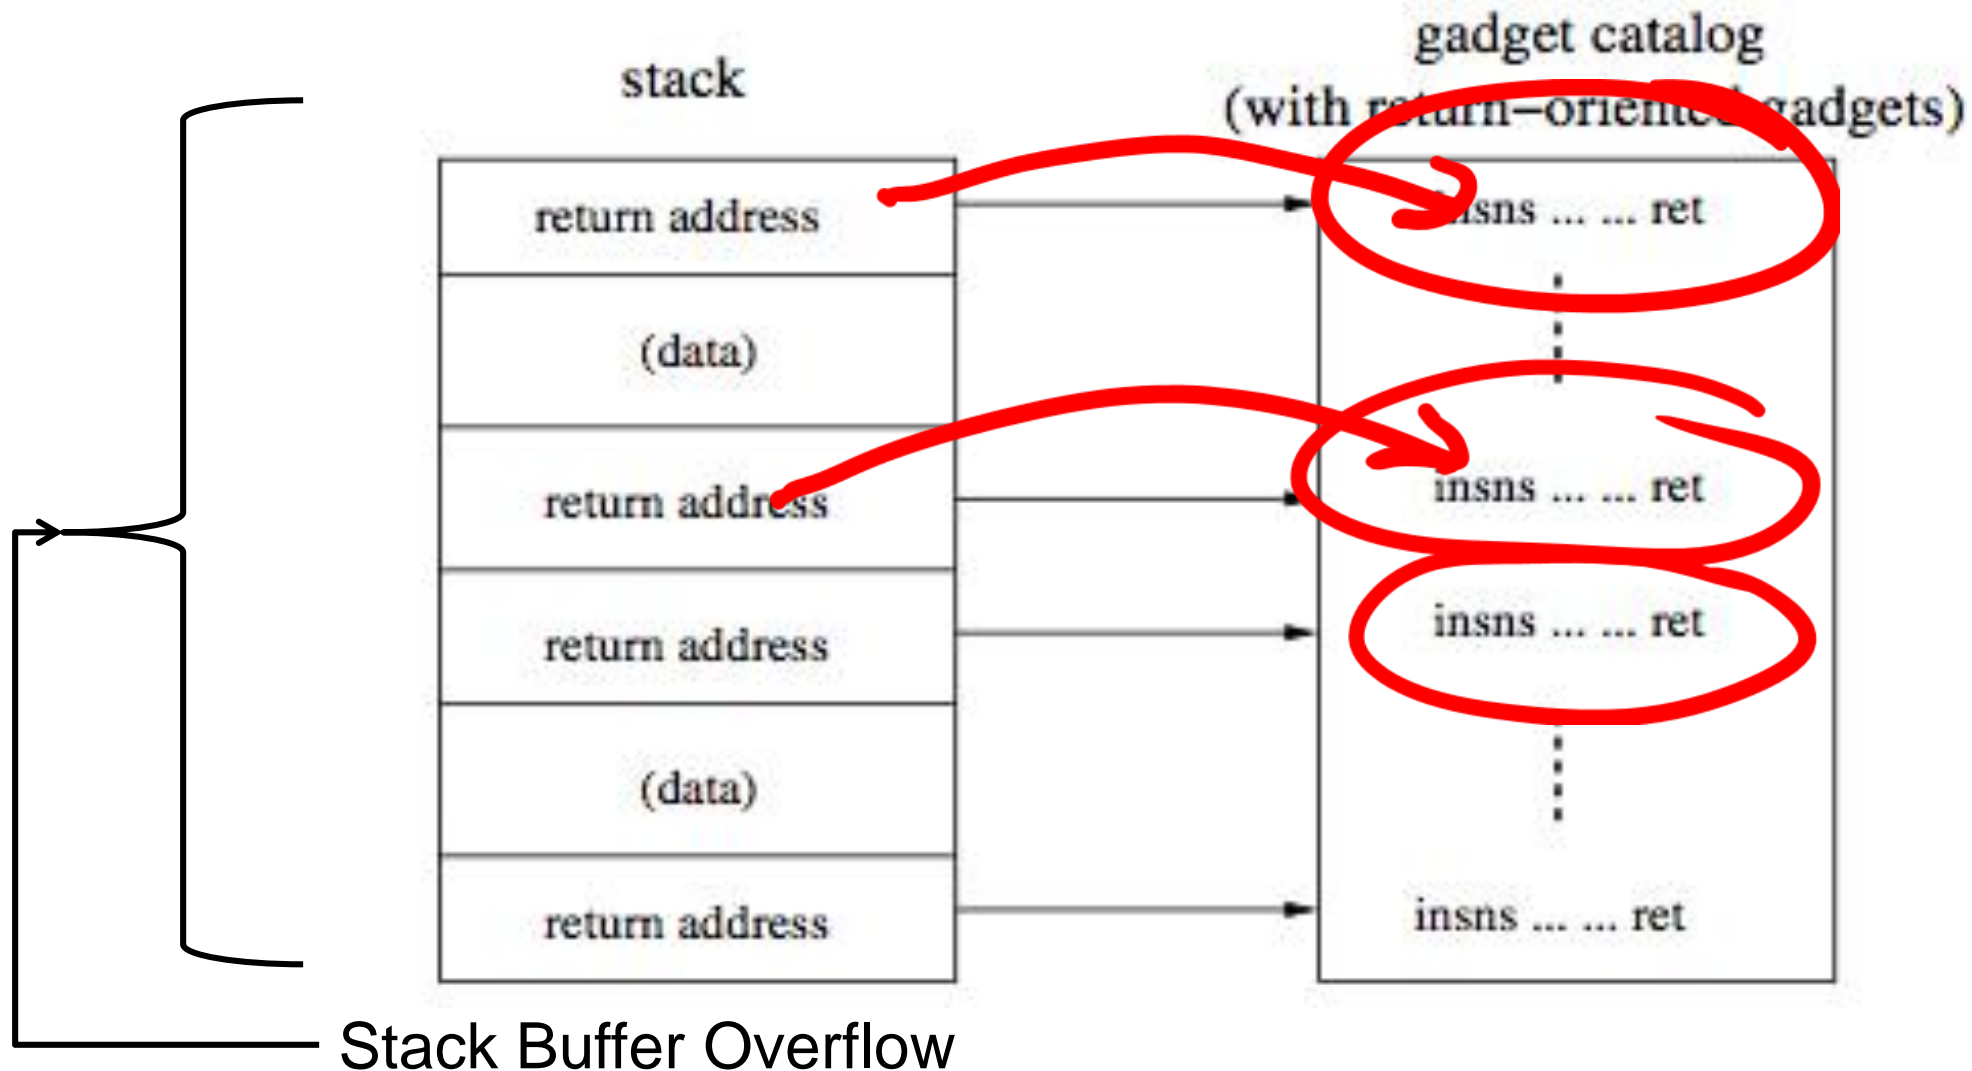 stack
gadget catalog
(with return–oriented gadgets)
return address
insns ... ... ret
(data)
return address
insns ... ... ret
return address
insns ... ... ret
(data)
return address
insns ... ... ret
Stack Buffer Overflow